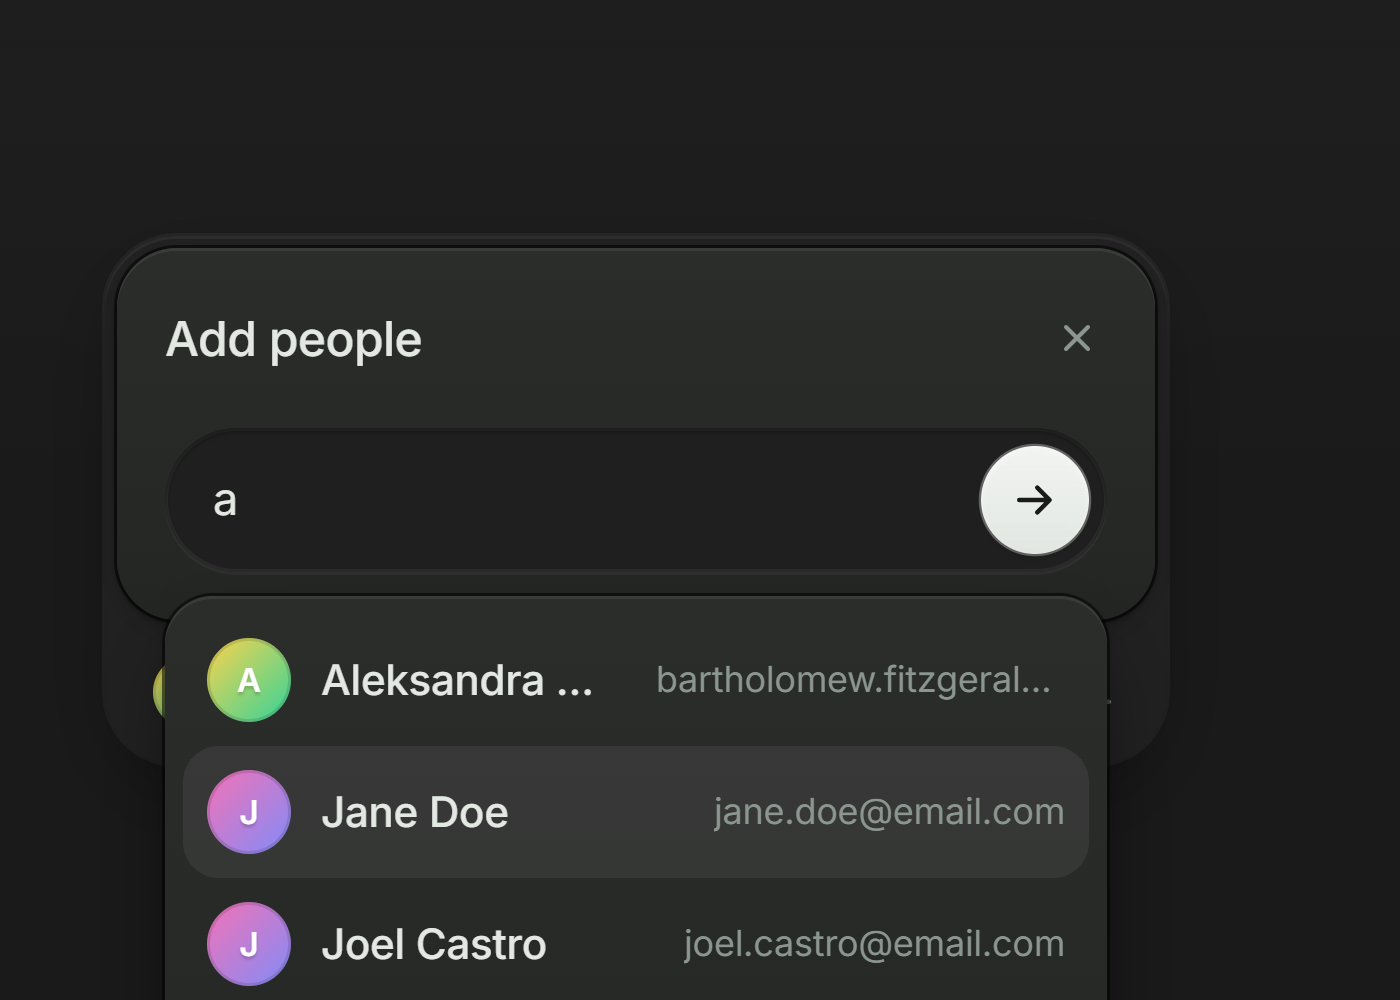 Add people
a
A Aleksandra ... bartholomew.fitzgeral...
J Jane Doe jane.doe@email.com
J Joel Castro joel.castro@email.com